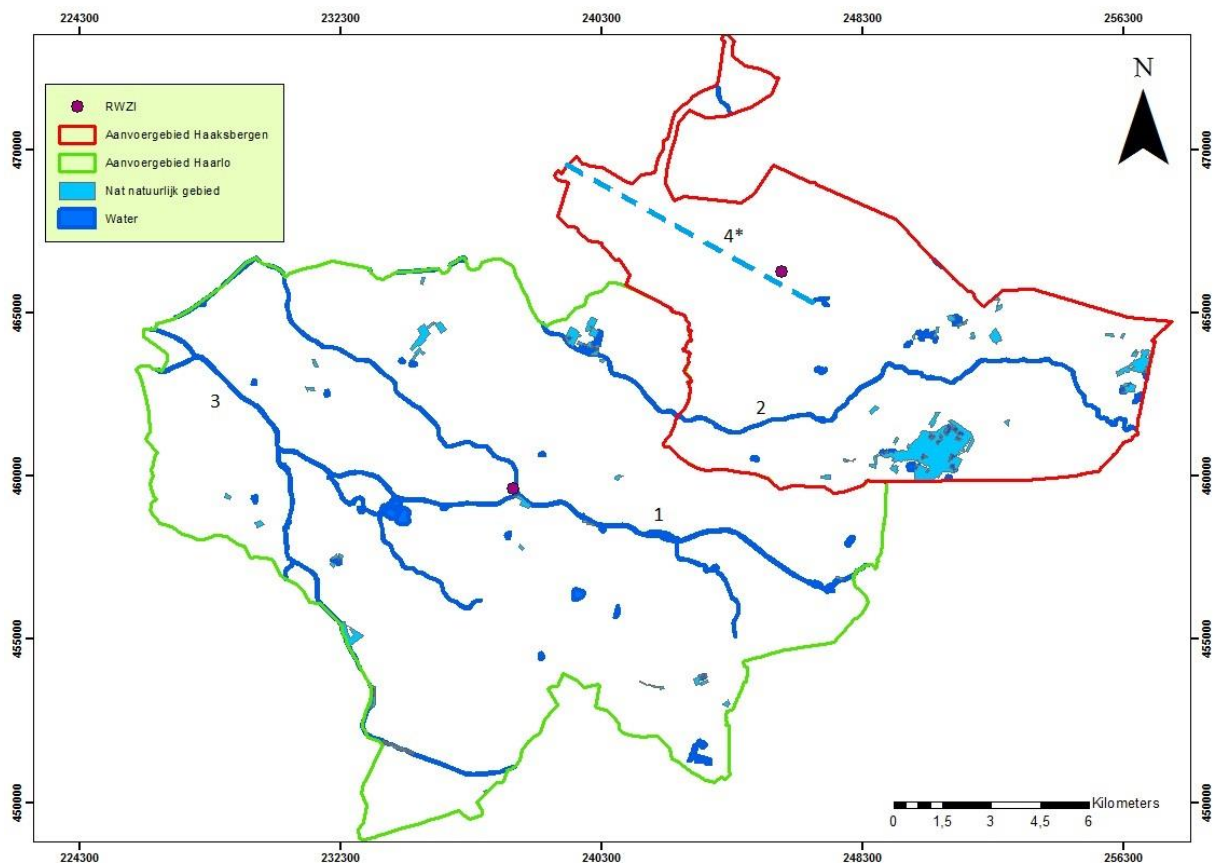 224300 232300 240300 248300 256300
N
RWZI
Aanvoergebied Haaksbergen
Aanvoergebied Haarlo
Nat natuurlijk gebied
Water
470000 470000
4*
465000 465000
3
2
460000 460000
1
455000 455000
450000 450000
Kilometers
0 1,5 3 4,5 6
224300 232300 240300 248300 256300